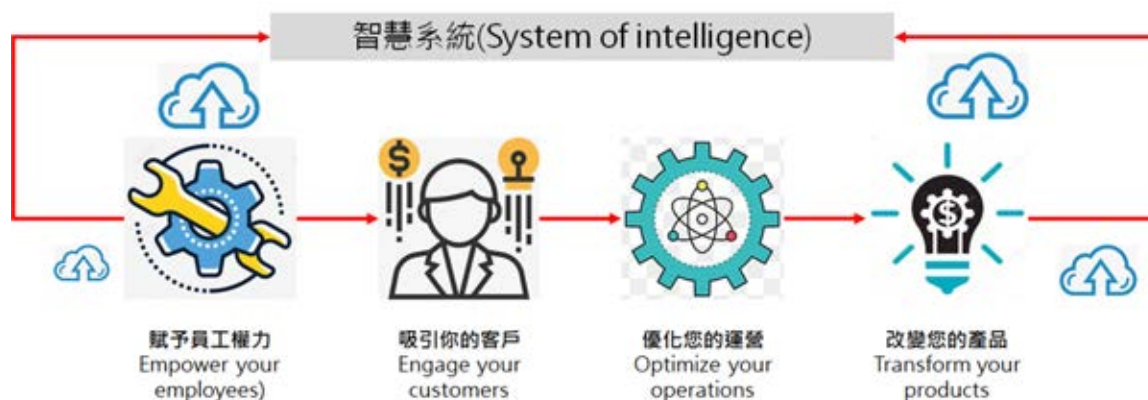 智慧系統(System of intelligence)
賦予員工權力
Empower your
employees)
吸引你的客戶
Engage your
customers
優化您的運營
Optimize your
operations
改變您的產品
Transform your
products